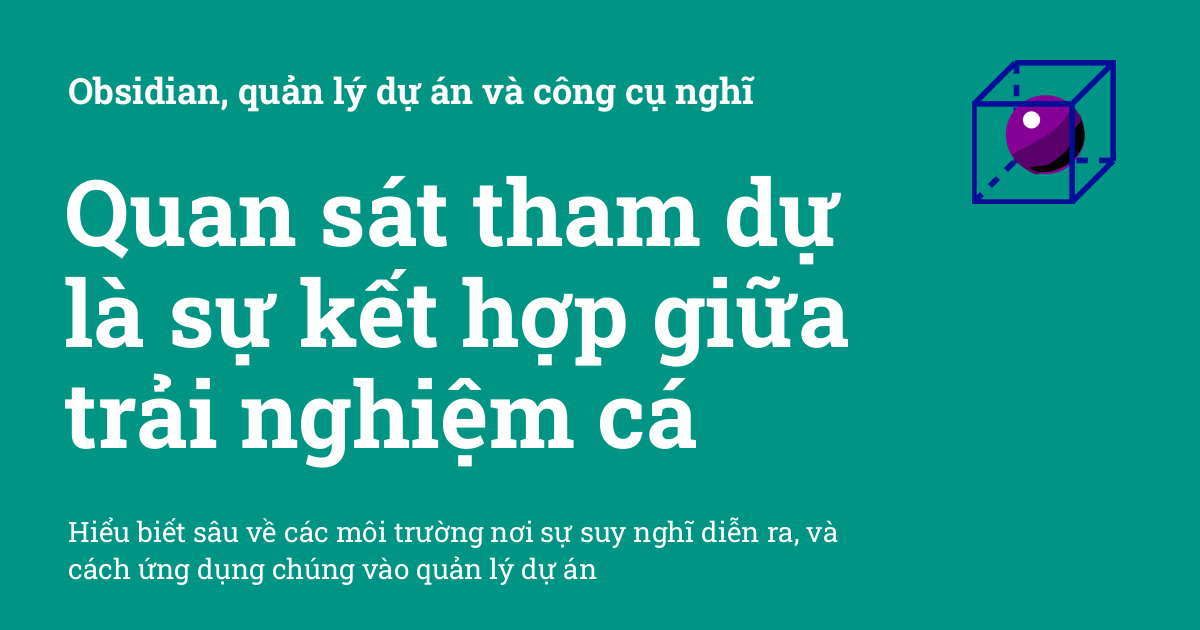 Obsidian, quản lý dự án và công cụ nghĩ
Quan sát tham dự
là sự kết hợp giữa
trải nghiệm cá
Hiểu biết sâu về các môi trường nơi sự suy nghĩ diễn ra, và
cách ứng dụng chúng vào quản lý dự án